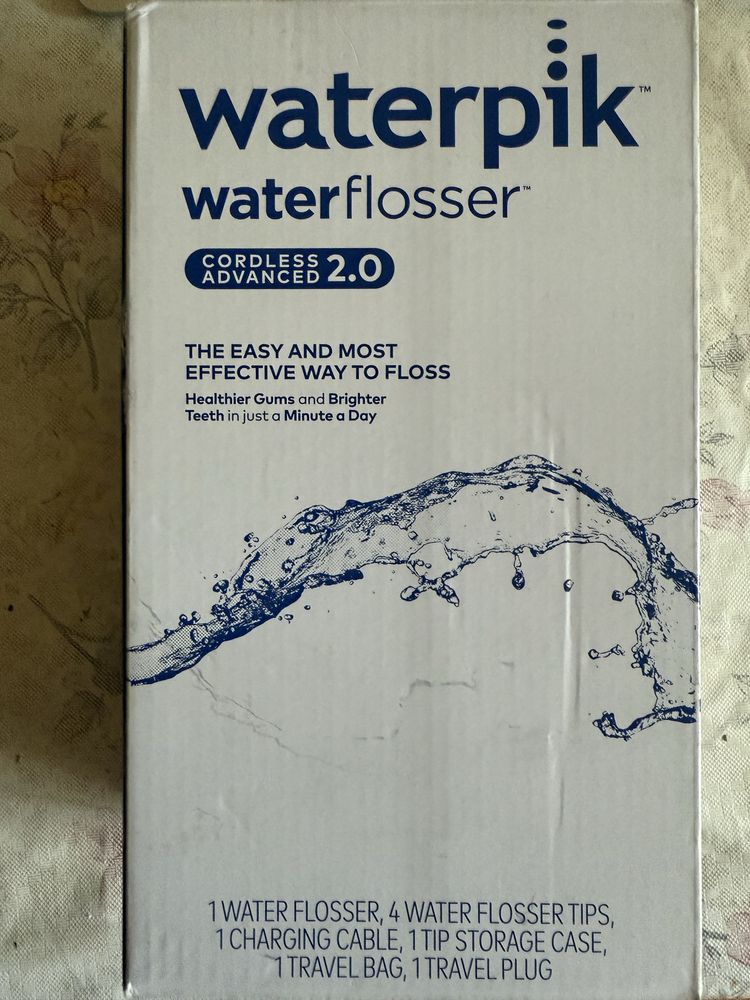 waterpik™
waterflosser™
CORDLESS
ADVANCED 2.0
THE EASY AND MOST
EFFECTIVE WAY TO FLOSS
Healthier Gums and Brighter
Teeth in just a Minute a Day
1 WATER FLOSSER, 4 WATER FLOSSER TIPS,
1 CHARGING CABLE, 1 TIP STORAGE CASE,
1 TRAVEL BAG, 1 TRAVEL PLUG